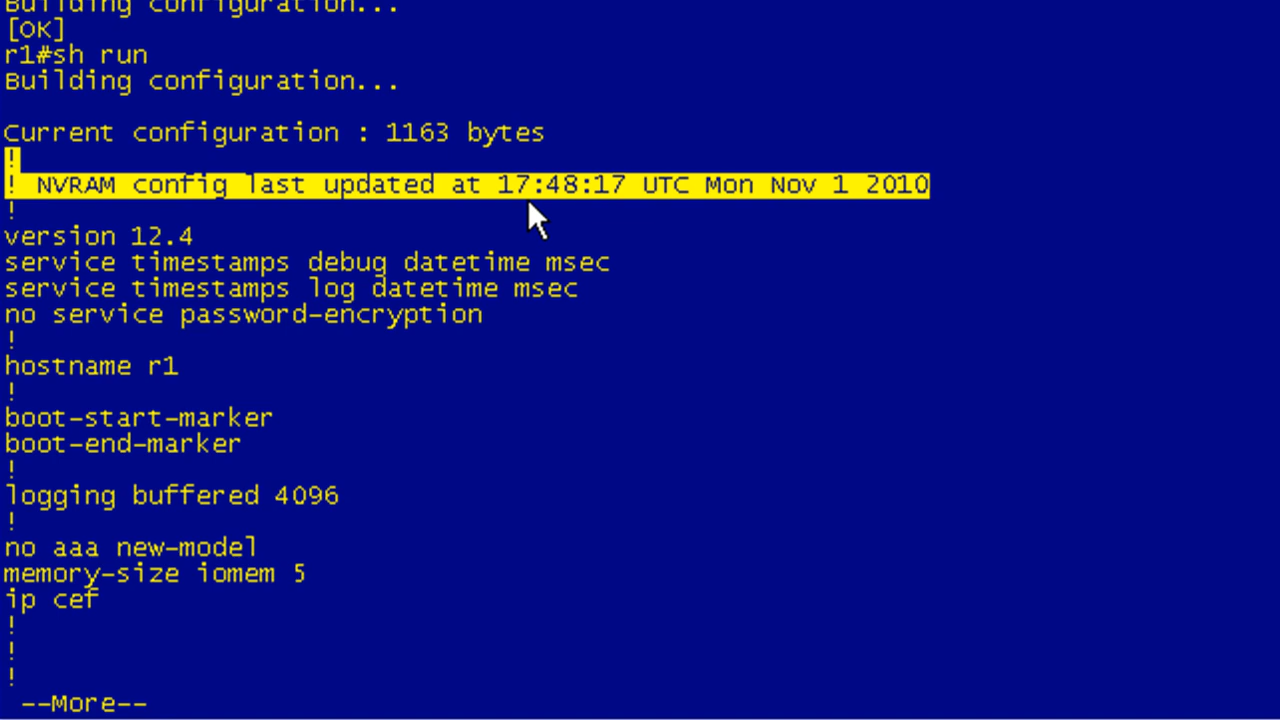 Building configuration...
[OK]
r1#sh run
Building configuration...
Current configuration : 1163 bytes
!
! NVRAM config last updated at 17:48:17 UTC Mon Nov 1 2010
!
version 12.4
service timestamps debug datetime msec
service timestamps log datetime msec
no service password-encryption
!
hostname r1
!
boot-start-marker
boot-end-marker
!
logging buffered 4096
!
no aaa new-model
memory-size iomem 5
ip cef
!
!
!
--More--